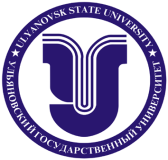 ULYANOVSK STATE UNIVERSITY
УЛЬЯНОВСКИЙ ГОСУДАРСТВЕННЫЙ УНИВЕРСИТЕТ